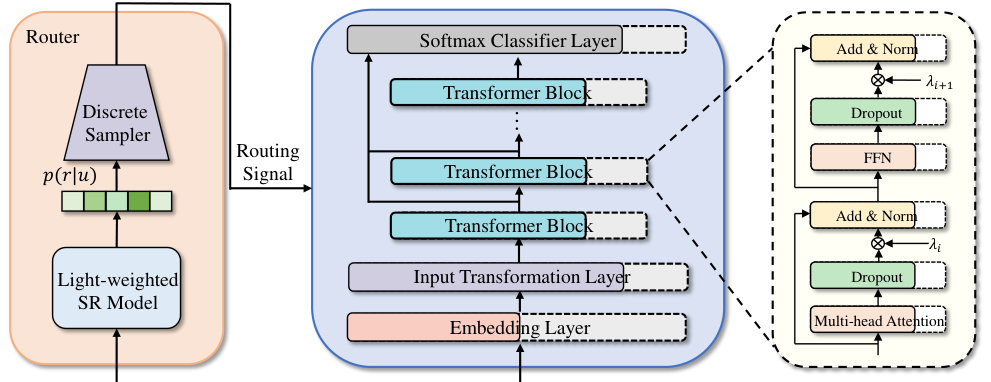 Router
Discrete
Sampler
p(r|u)
Light-weighted
SR Model
Routing
Signal
Softmax Classifier Layer
Transformer Block
⋮
Transformer Block
Transformer Block
Input Transformation Layer
Embedding Layer
Add & Norm
λi+1
Dropout
FFN
Add & Norm
λi
Dropout
Multi-head Attention